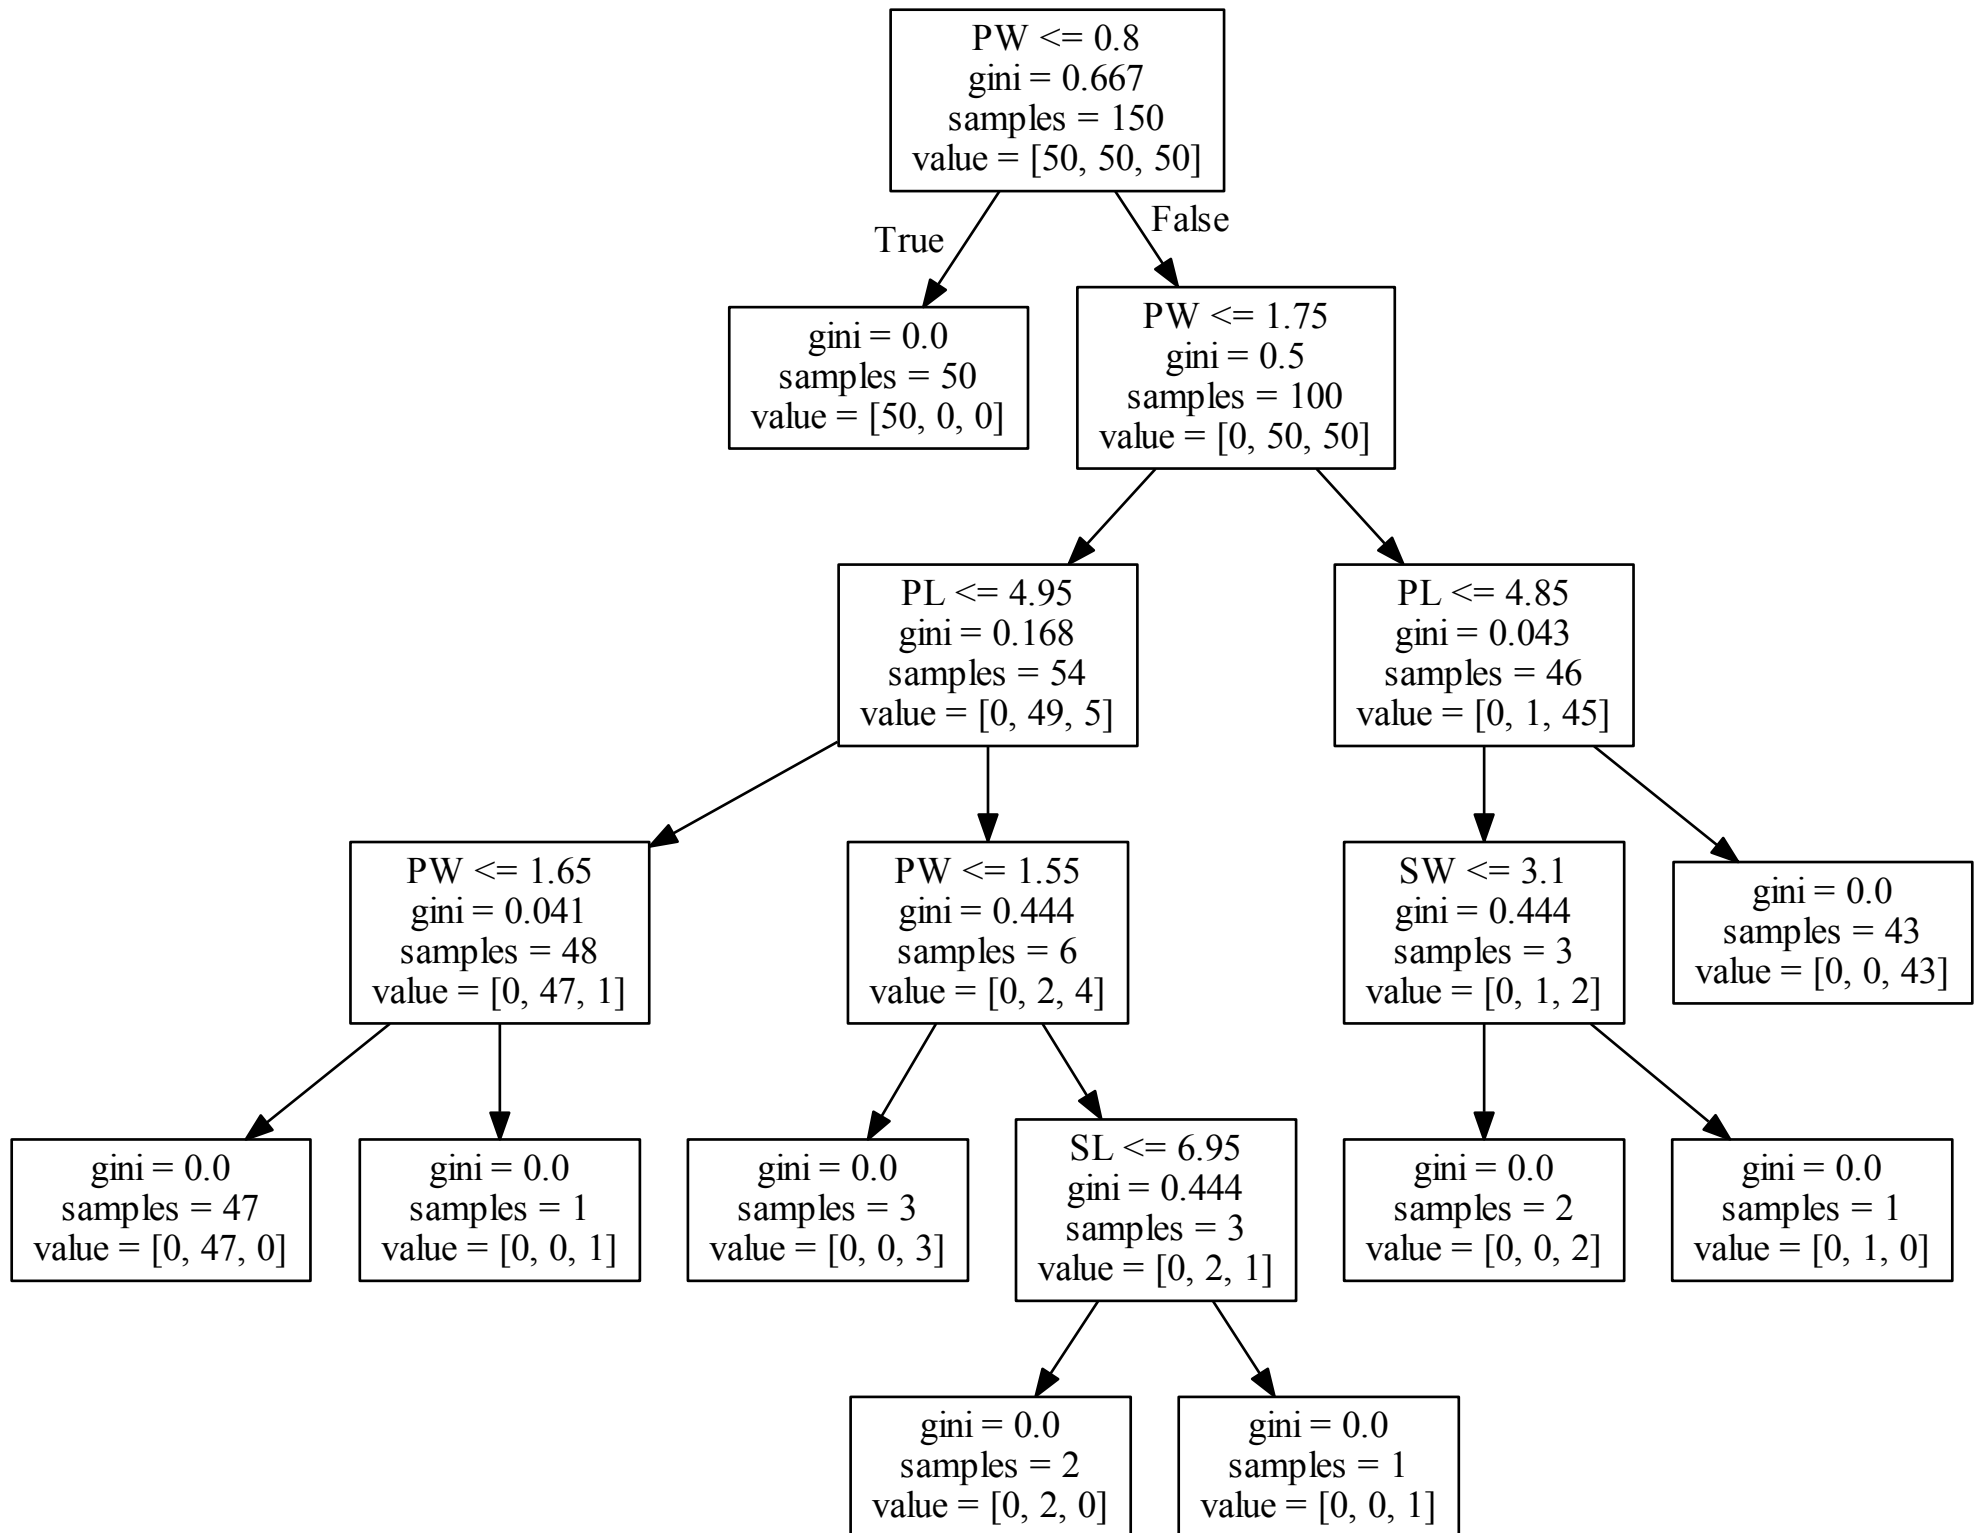 PW <= 0.8
gini = 0.667
samples = 150
value = [50, 50, 50]
True
False
gini = 0.0
samples = 50
value = [50, 0, 0]
PW <= 1.75
gini = 0.5
samples = 100
value = [0, 50, 50]
PL <= 4.95
gini = 0.168
samples = 54
value = [0, 49, 5]
PL <= 4.85
gini = 0.043
samples = 46
value = [0, 1, 45]
PW <= 1.65
gini = 0.041
samples = 48
value = [0, 47, 1]
PW <= 1.55
gini = 0.444
samples = 6
value = [0, 2, 4]
SW <= 3.1
gini = 0.444
samples = 3
value = [0, 1, 2]
gini = 0.0
samples = 43
value = [0, 0, 43]
gini = 0.0
samples = 47
value = [0, 47, 0]
gini = 0.0
samples = 1
value = [0, 0, 1]
gini = 0.0
samples = 3
value = [0, 0, 3]
SL <= 6.95
gini = 0.444
samples = 3
value = [0, 2, 1]
gini = 0.0
samples = 2
value = [0, 0, 2]
gini = 0.0
samples = 1
value = [0, 1, 0]
gini = 0.0
samples = 2
value = [0, 2, 0]
gini = 0.0
samples = 1
value = [0, 0, 1]